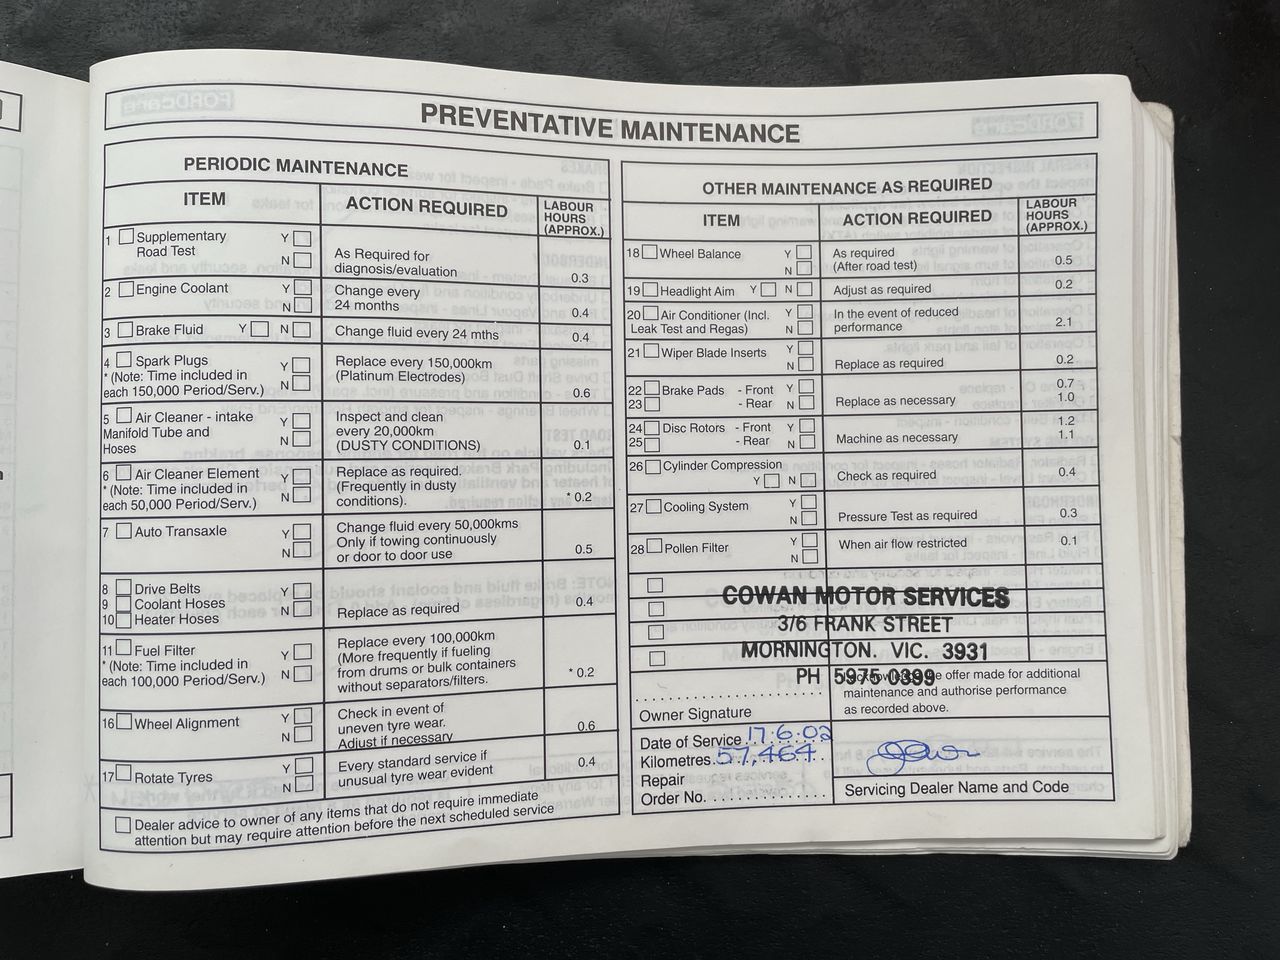 PREVENTATIVE MAINTENANCE
PERIODIC MAINTENANCE
ITEM
ACTION REQUIRED
LABOUR
HOURS
(APPROX.)
1 Supplementary Y
Road Test
N
As Required for
diagnosis/evaluation
0.3
2 Engine Coolant Y
N
Change every
24 months
0.4
3 Brake Fluid Y N
Change fluid every 24 mths
0.4
4 Spark Plugs Y
* (Note: Time included in
each 150,000 Period/Serv.) N
Replace every 150,000km
(Platinum Electrodes)
0.6
5 Air Cleaner - intake Y
Manifold Tube and
Hoses N
Inspect and clean
every 20,000km
(DUSTY CONDITIONS)
0.1
6 Air Cleaner Element Y
* (Note: Time included in
each 50,000 Period/Serv.) N
Replace as required.
(Frequently in dusty
conditions).
* 0.2
7 Auto Transaxle Y
N
Change fluid every 50,000kms
Only if towing continuously
or door to door use
0.5
8 Drive Belts Y
9 Coolant Hoses
10 Heater Hoses N
Replace as required
0.4
11 Fuel Filter Y
* (Note: Time included in
each 100,000 Period/Serv.) N
Replace every 100,000km
(More frequently if fueling
from drums or bulk containers
without separators/filters.
* 0.2
16 Wheel Alignment Y
N
Check in event of
uneven tyre wear.
Adjust if necessary
0.6
17 Rotate Tyres Y
N
Every standard service if
unusual tyre wear evident
0.4
Dealer advice to owner of any items that do not require immediate
attention but may require attention before the next scheduled service
OTHER MAINTENANCE AS REQUIRED
ITEM
ACTION REQUIRED
LABOUR
HOURS
(APPROX.)
18 Wheel Balance Y
N
As required
(After road test)
0.5
19 Headlight Aim Y N
Adjust as required
0.2
20 Air Conditioner (Incl. Y
Leak Test and Regas) N
In the event of reduced
performance
2.1
21 Wiper Blade Inserts Y
N
Replace as required
0.2
22 Brake Pads - Front Y
23 - Rear N
Replace as necessary
0.7
1.0
24 Disc Rotors - Front Y
25 - Rear N
Machine as necessary
1.2
1.1
26 Cylinder Compression
Y N
Check as required
0.4
27 Cooling System Y
N
Pressure Test as required
0.3
28 Pollen Filter Y
N
When air flow restricted
0.1
COWAN MOTOR SERVICES
3/6 FRANK STREET
MORNINGTON. VIC. 3931
PH 5975 0399
offer made for additional
maintenance and authorise performance
as recorded above.
Owner Signature
Date of Service 17.6.02
Kilometres 57,464
Repair
Order No.
Servicing Dealer Name and Code